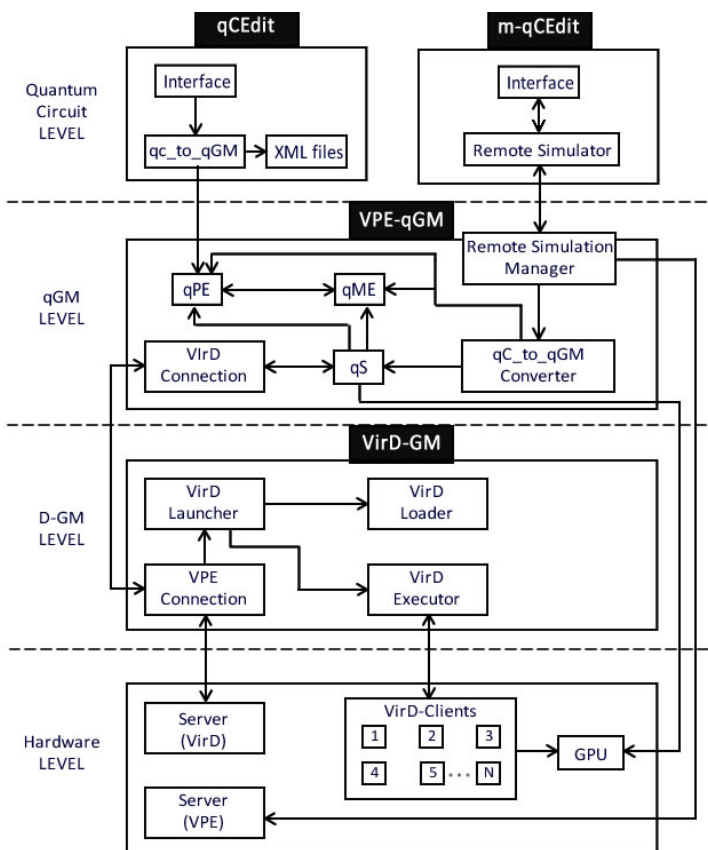 qCEdit
m-qCEdit
Quantum
Circuit
LEVEL
Interface
qc_to_qGM
XML files
Interface
Remote Simulator
VPE-qGM
qGM
LEVEL
Remote Simulation
Manager
qPE
qME
VIrD
Connection
qS
qC_to_qGM
Converter
VirD-GM
D-GM
LEVEL
VirD
Launcher
VirD
Loader
VPE
Connection
VirD
Executor
Hardware
LEVEL
Server
(VirD)
VirD-Clients
1 2 3
4 5 ... N
GPU
Server
(VPE)